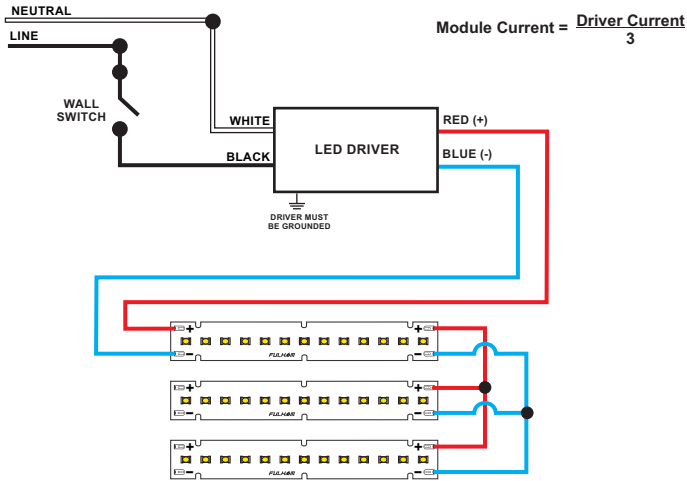 NEUTRAL
LINE
Module Current = Driver Current
3
WALL
SWITCH
WHITE
BLACK
LED DRIVER
RED (+)
BLUE (-)
DRIVER MUST
BE GROUNDED
+ +
- -
FULHAM
+ +
- -
FULHAM
+ +
- -
FULHAM